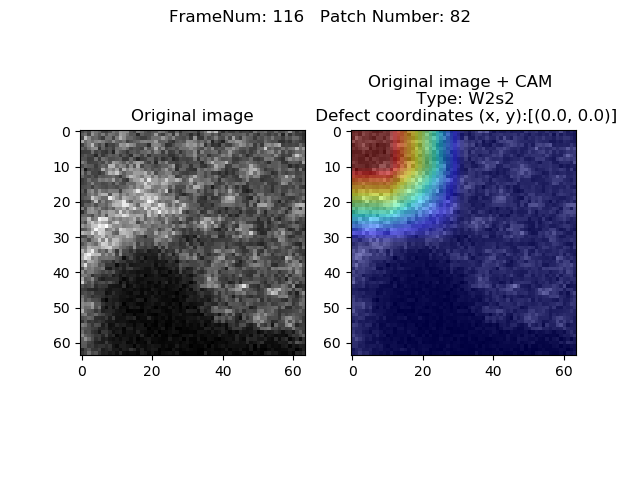 FrameNum: 116   Patch Number: 82
Original image
Original image + CAM
Type: W2s2
Defect coordinates (x, y):[(0.0, 0.0)]
0
10
20
30
40
50
60
0 20 40 60
0
10
20
30
40
50
60
0 20 40 60